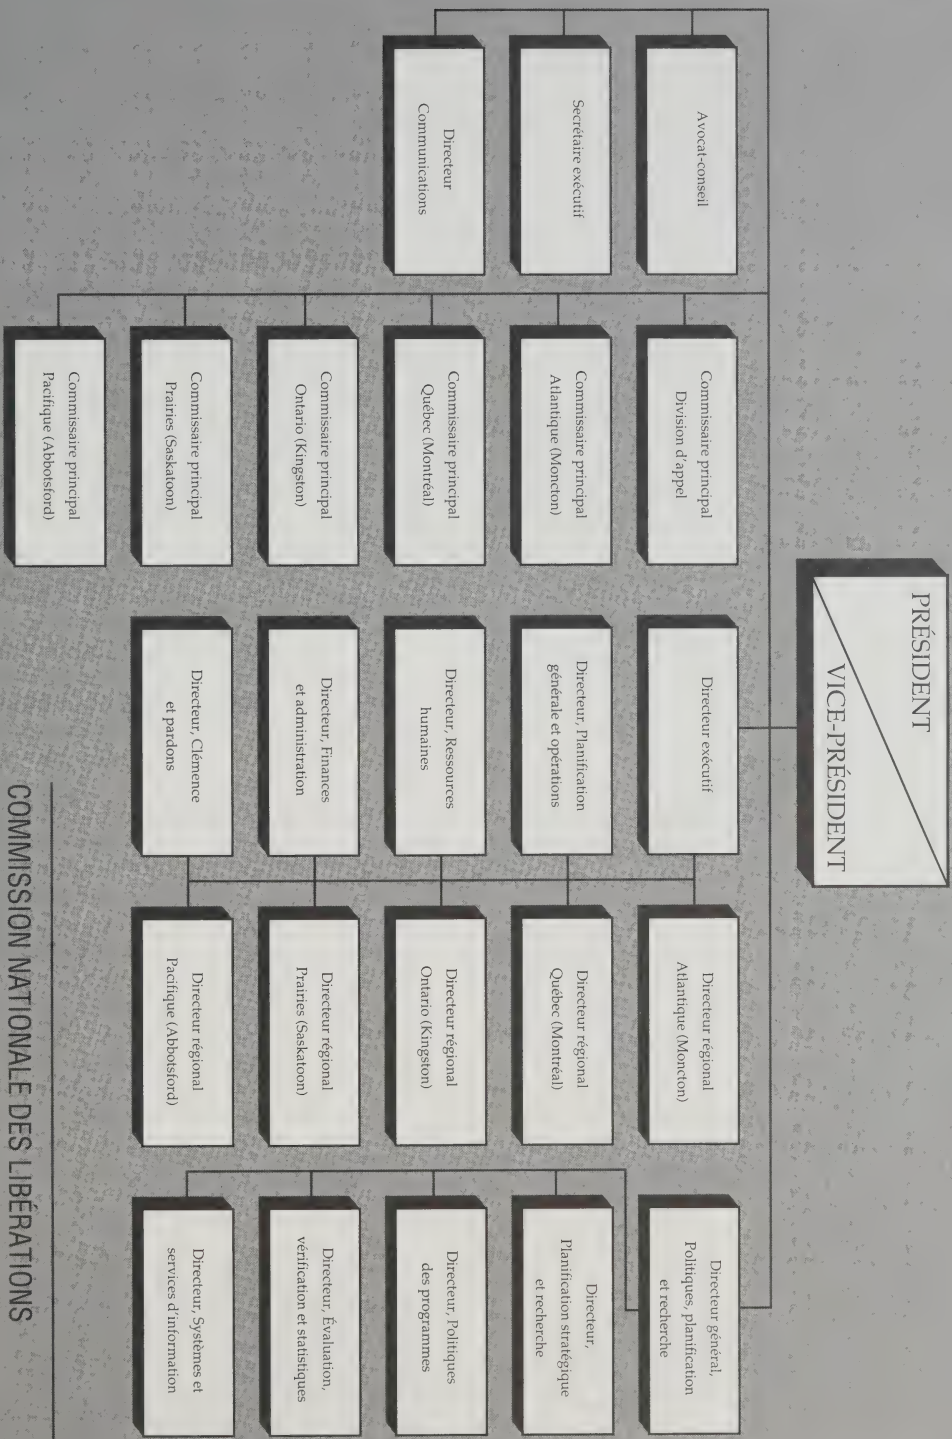 PRÉSIDENT
VICE-PRÉSIDENT
Avocat-conseil
Secrétaire exécutif
Directeur
Communications
Commissaire principal
Division d'appel
Commissaire principal
Atlantique (Moncton)
Commissaire principal
Québec (Montréal)
Commissaire principal
Ontario (Kingston)
Commissaire principal
Prairies (Saskatoon)
Commissaire principal
Pacifique (Abbotsford)
Directeur exécutif
Directeur, Planification
générale et opérations
Directeur, Ressources
humaines
Directeur, Finances
et administration
Directeur, Clémence
et pardons
Directeur régional
Atlantique (Moncton)
Directeur régional
Québec (Montréal)
Directeur régional
Ontario (Kingston)
Directeur régional
Prairies (Saskatoon)
Directeur régional
Pacifique (Abbotsford)
Directeur général,
Politiques, planification
et recherche
Directeur,
Planification stratégique
et recherche
Directeur, Politiques
des programmes
Directeur, Évaluation,
vérification et statistiques
Directeur, Systèmes et
services d'information
COMMISSION NATIONALE DES LIBÉRATIONS